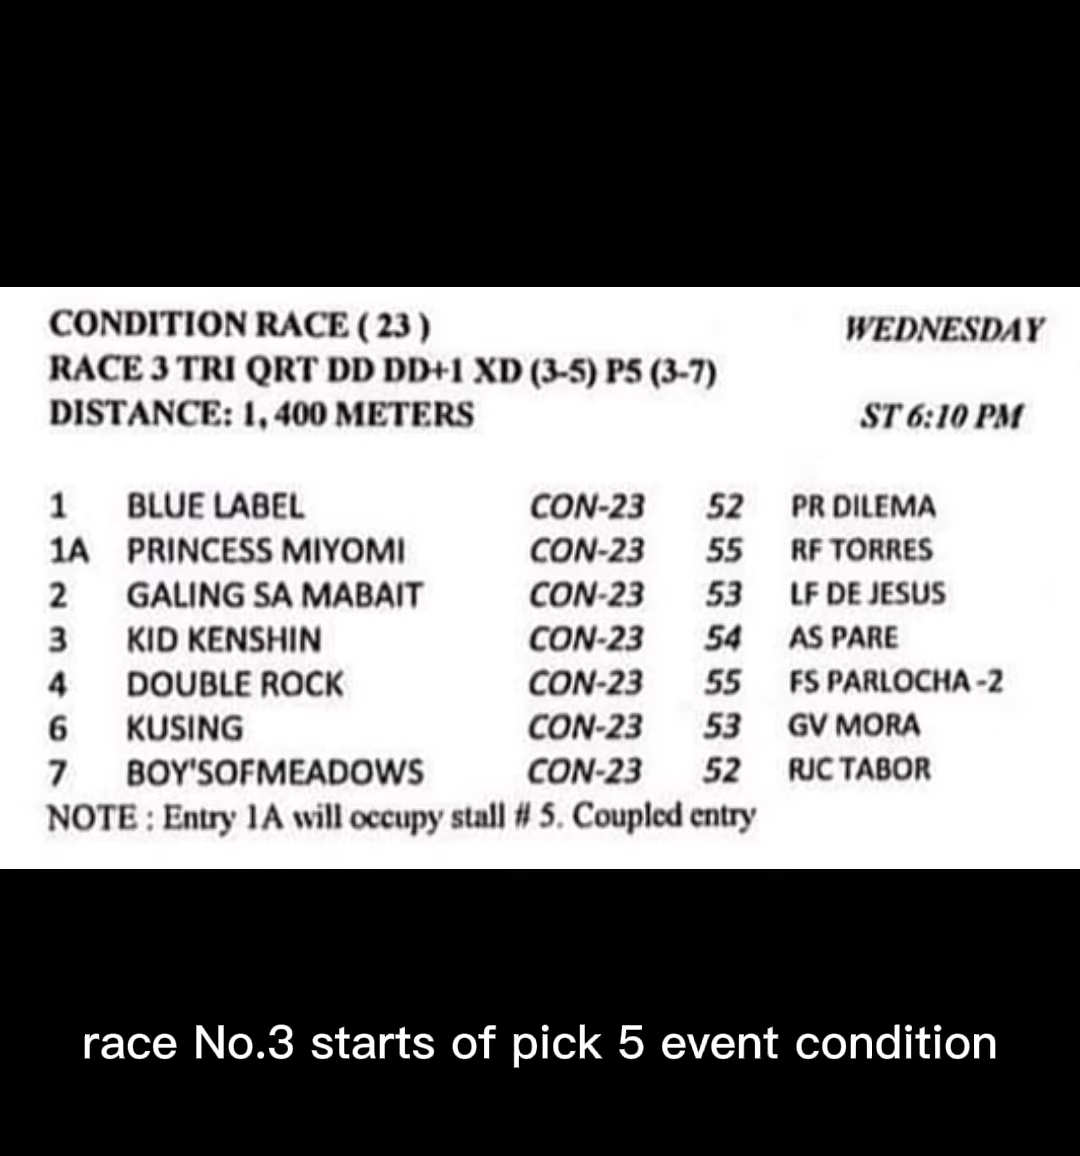 CONDITION RACE ( 23 ) WEDNESDAY
RACE 3 TRI QRT DD DD+1 XD (3-5) P5 (3-7)
DISTANCE: 1, 400 METERS ST 6:10 PM
1 BLUE LABEL CON-23 52 PR DILEMA
1A PRINCESS MIYOMI CON-23 55 RF TORRES
2 GALING SA MABAIT CON-23 53 LF DE JESUS
3 KID KENSHIN CON-23 54 AS PARE
4 DOUBLE ROCK CON-23 55 FS PARLOCHA -2
6 KUSING CON-23 53 GV MORA
7 BOY'SOFMEADOWS CON-23 52 RJC TABOR
NOTE : Entry 1A will occupy stall # 5. Coupled entry
race No.3 starts of pick 5 event condition